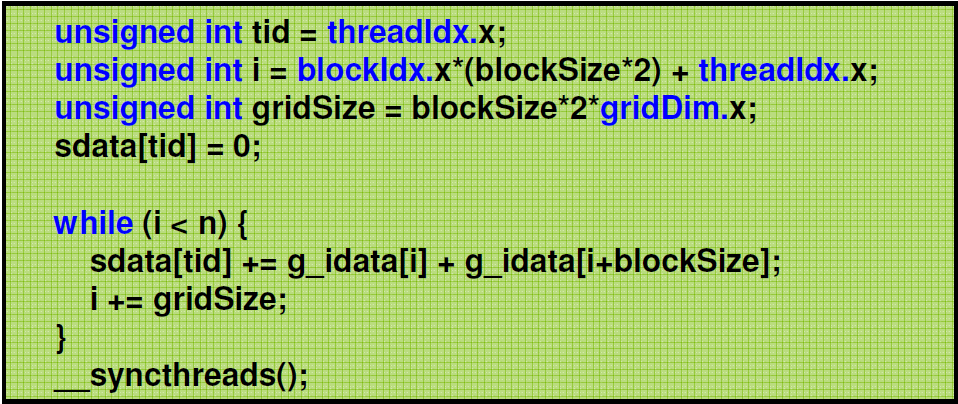 unsigned int tid = threadIdx.x;
unsigned int i = blockIdx.x*(blockSize*2) + threadIdx.x;
unsigned int gridSize = blockSize*2*gridDim.x;
sdata[tid] = 0;

while (i < n) {
    sdata[tid] += g_idata[i] + g_idata[i+blockSize];
    i += gridSize;
}
__syncthreads();